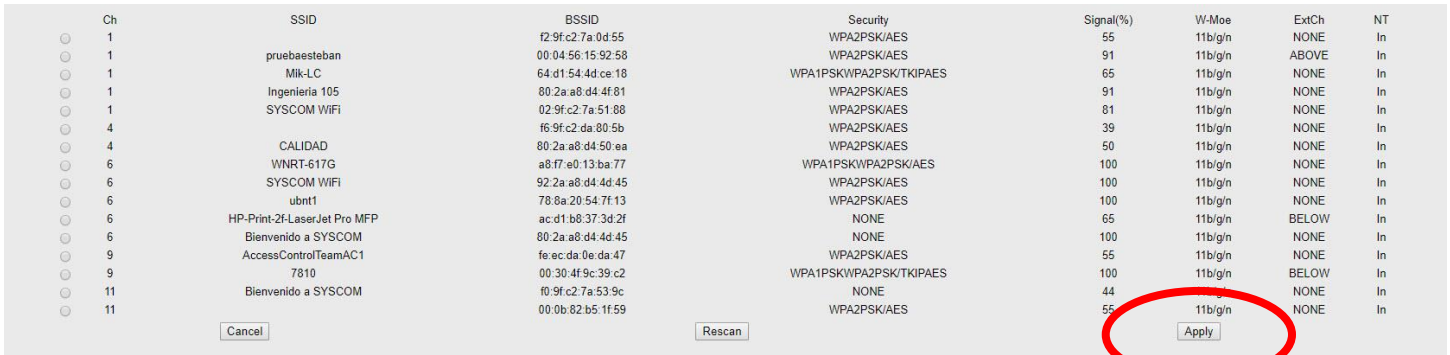 Ch SSID BSSID Security Signal(%) W-Moe ExtCh NT
1 f2:9f:c2:7a:0d:55 WPA2PSK/AES 55 11b/g/n NONE In
1 pruebaesteban 00:04:56:15:92:58 WPA2PSK/AES 91 11b/g/n ABOVE In
1 Mik-LC 64:d1:54:4d:ce:18 WPA1PSKWPA2PSK/TKIPAES 65 11b/g/n NONE In
1 Ingenieria 105 80:2a:a8:d4:4f:81 WPA2PSK/AES 91 11b/g/n NONE In
1 SYSCOM WiFi 02:9f:c2:7a:51:88 WPA2PSK/AES 81 11b/g/n NONE In
4 f6:9f:c2:da:80:5b WPA2PSK/AES 39 11b/g/n NONE In
4 CALIDAD 80:2a:a8:d4:50:ea WPA2PSK/AES 50 11b/g/n NONE In
6 WNRT-617G a8:f7:e0:13:ba:77 WPA1PSKWPA2PSK/AES 100 11b/g/n NONE In
6 SYSCOM WiFi 92:2a:a8:d4:4d:45 WPA2PSK/AES 100 11b/g/n NONE In
6 ubnt1 78:8a:20:54:7f:13 WPA2PSK/AES 100 11b/g/n NONE In
6 HP-Print-2f-LaserJet Pro MFP ac:d1:b8:37:3d:2f NONE 65 11b/g/n BELOW In
6 Bienvenido a SYSCOM 80:2a:a8:d4:4d:45 NONE 100 11b/g/n NONE In
9 AccessControlTeamAC1 fe:ec:da:0e:da:47 WPA2PSK/AES 55 11b/g/n NONE In
9 7810 00:30:4f:9c:39:c2 WPA1PSKWPA2PSK/TKIPAES 100 11b/g/n BELOW In
11 Bienvenido a SYSCOM f0:9f:c2:7a:53:9c NONE 44 NONE In
11 00:0b:82:b5:1f:59 WPA2PSK/AES 55 11b/g/n NONE In
Cancel Rescan Apply